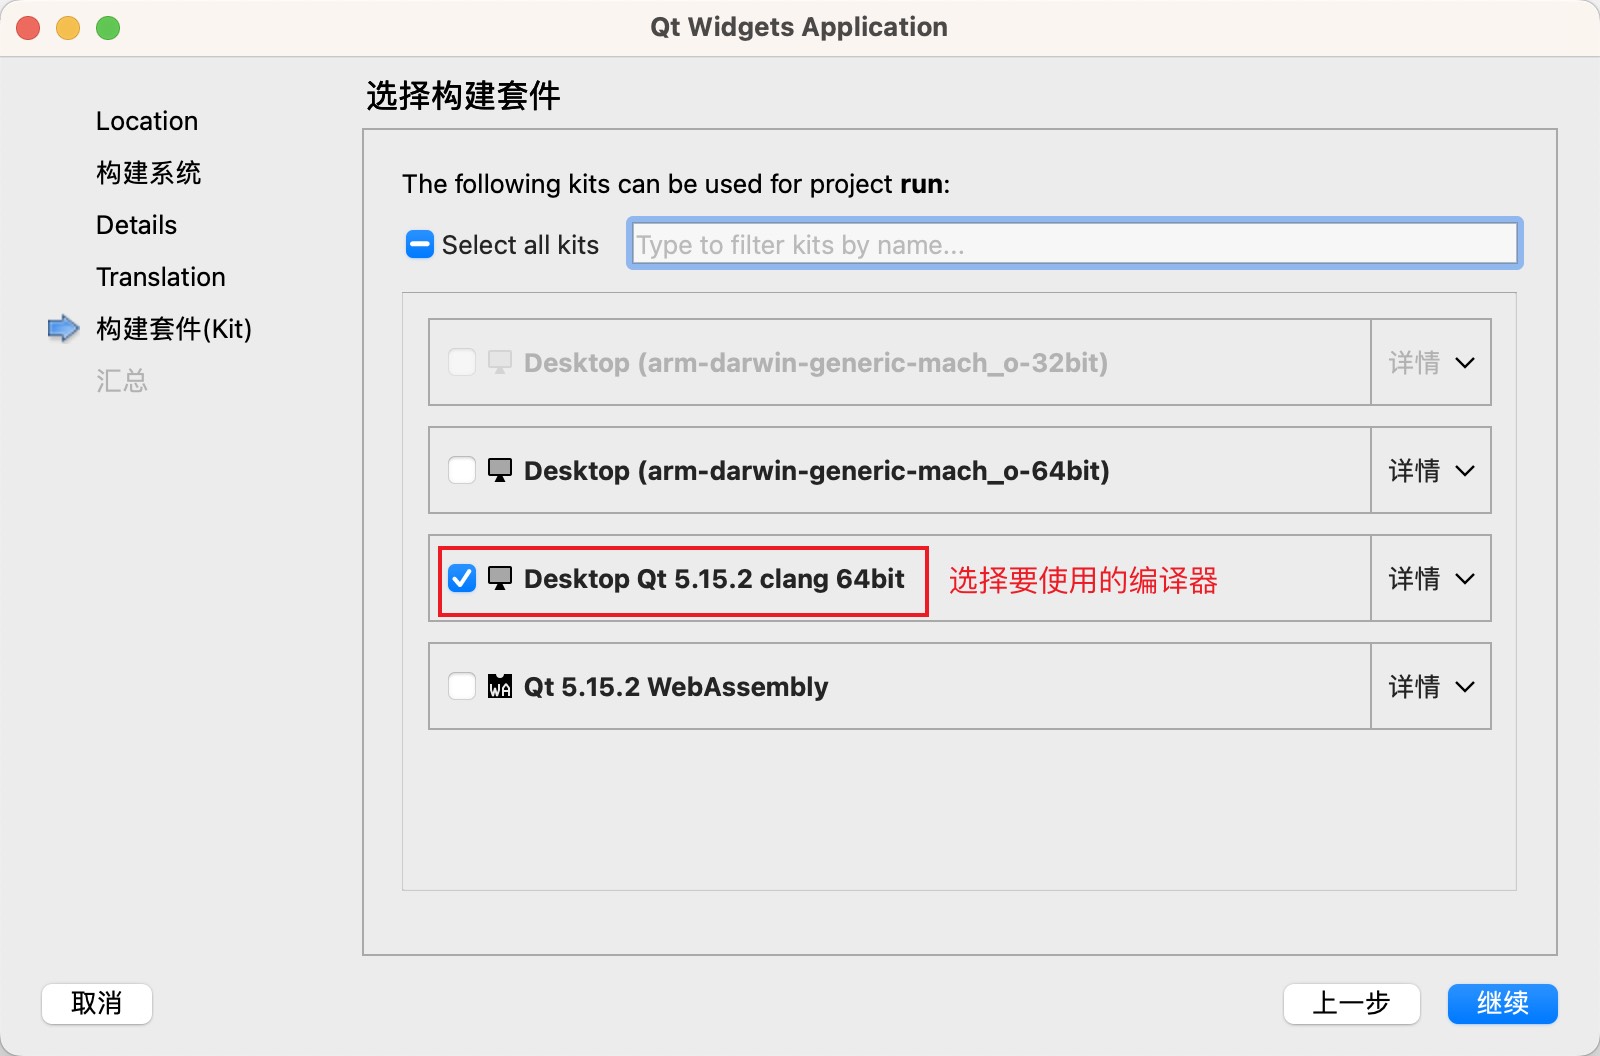 Qt Widgets Application
Location
构建系统
Details
Translation
构建套件(Kit)
汇总
选择构建套件
The following kits can be used for project run:
Select all kits
Type to filter kits by name...
Desktop (arm-darwin-generic-mach_o-32bit)
详情
Desktop (arm-darwin-generic-mach_o-64bit)
详情
Desktop Qt 5.15.2 clang 64bit
选择要使用的编译器
详情
WA
Qt 5.15.2 WebAssembly
详情
取消
上一步
继续